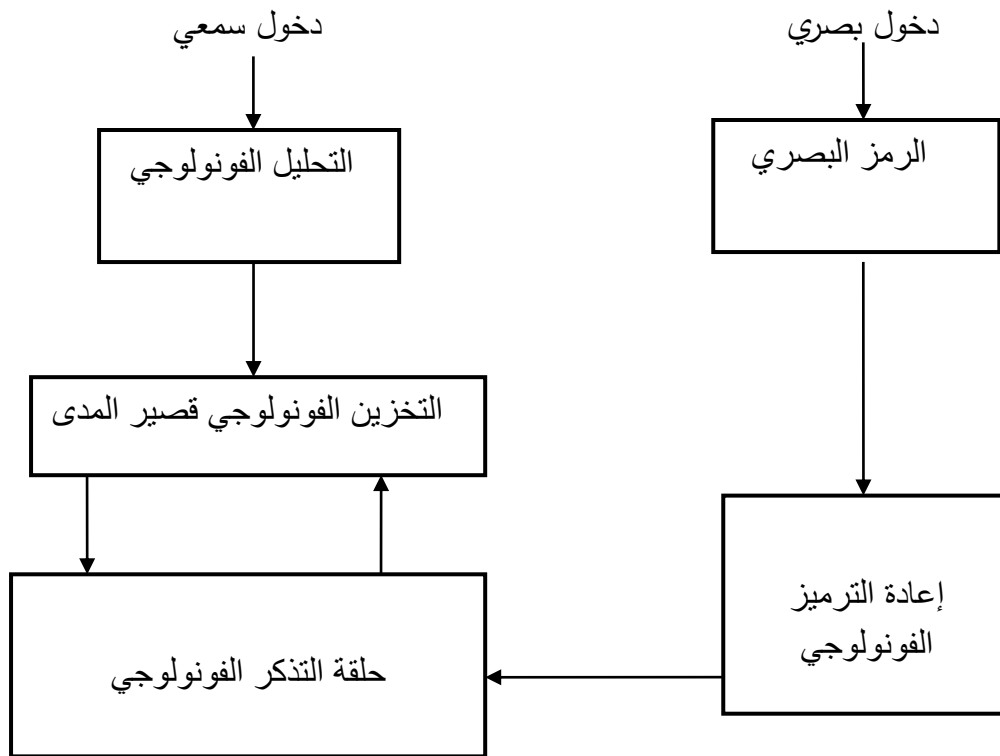 دخول بصري
دخول سمعي
الرمز البصري
التحليل الفونولوجي
التخزين الفونولوجي قصير المدى
إعادة الترميز
الفونولوجي
حلقة التذكر الفونولوجي